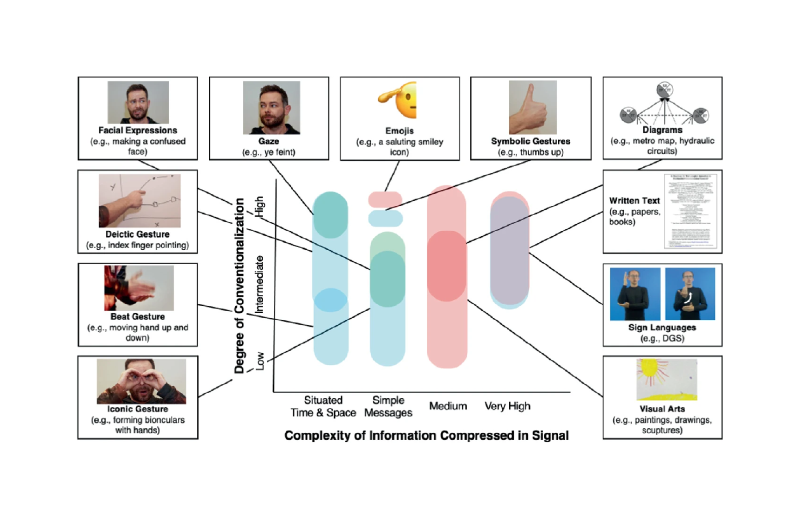 Facial Expressions
(e.g., making a confused
face)
Gaze
(e.g., ye feint)
Emojis
(e.g., a saluting smiley
icon)
Symbolic Gestures
(e.g., thumbs up)
Diagrams
(e.g., metro map, hydraulic
circuits)
Deictic Gesture
(e.g., index finger pointing)
Beat Gesture
(e.g., moving hand up and
down)
Iconic Gesture
(e.g., forming bionculars
with hands)
Written Text
(e.g., papers,
books)
Sign Languages
(e.g., DGS)
Visual Arts
(e.g., paintings, drawings,
scuptures)
Degree of Conventionalization
High
Intermediate
Low
Situated
Time & Space
Simple
Messages
Medium
Very High
Complexity of Information Compressed in Signal